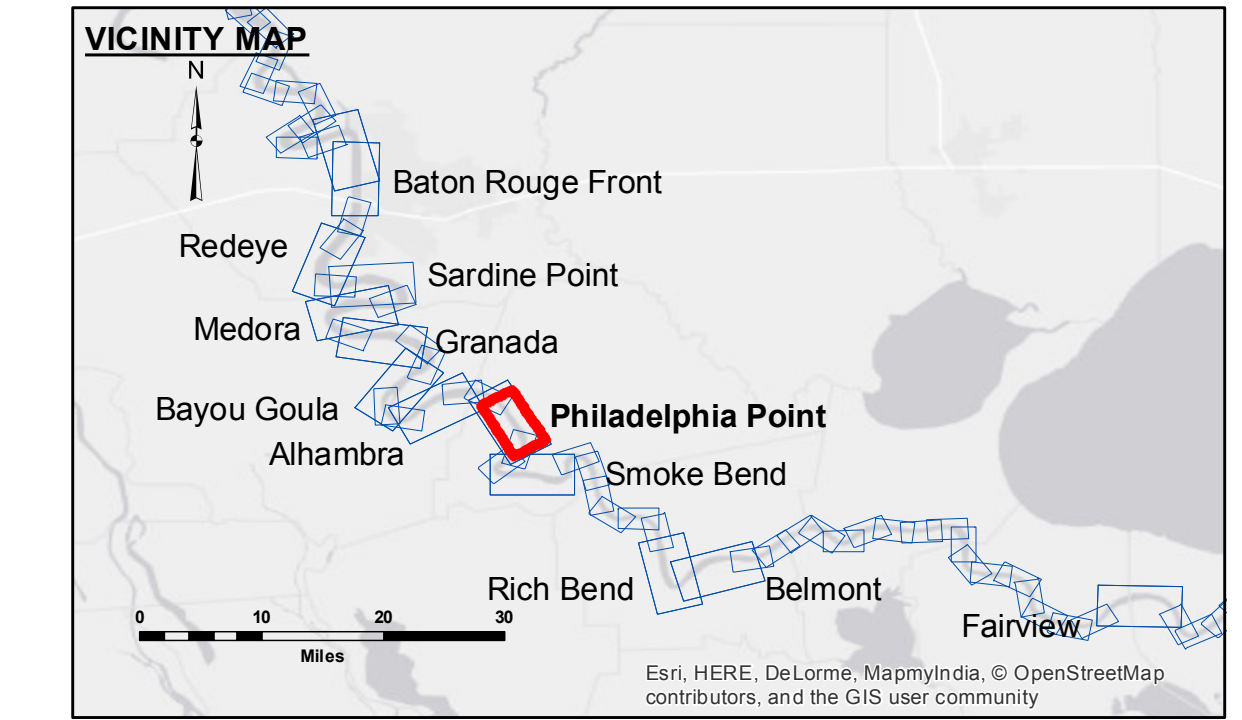 VICINITY MAP
N
Baton Rouge Front
Redeye
Sardine Point
Medora
Granada
Bayou Goula
Philadelphia Point
Alhambra
Smoke Bend
Rich Bend
Belmont
Fairview
0 10 20 30
Miles
Esri, HERE, DeLorme, MapmyIndia, © OpenStreetMap
contributors, and the GIS user community